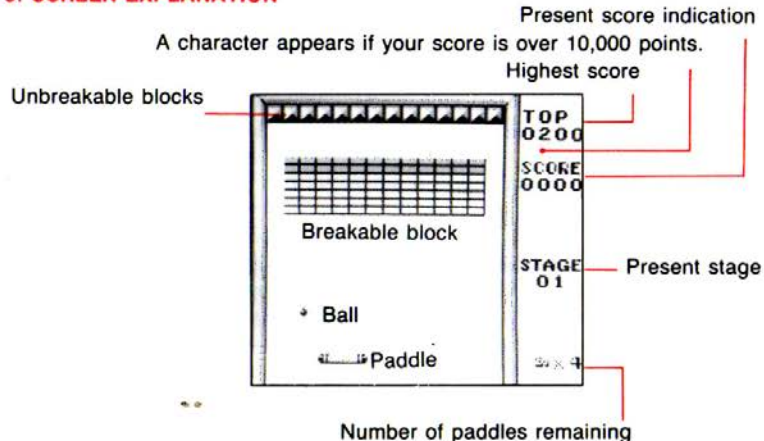 Present score indication
A character appears if your score is over 10,000 points.
Highest score
Unbreakable blocks
TOP
0200
SCORE
0000
Breakable block
STAGE
01
Present stage
Ball
Paddle
× 4
Number of paddles remaining